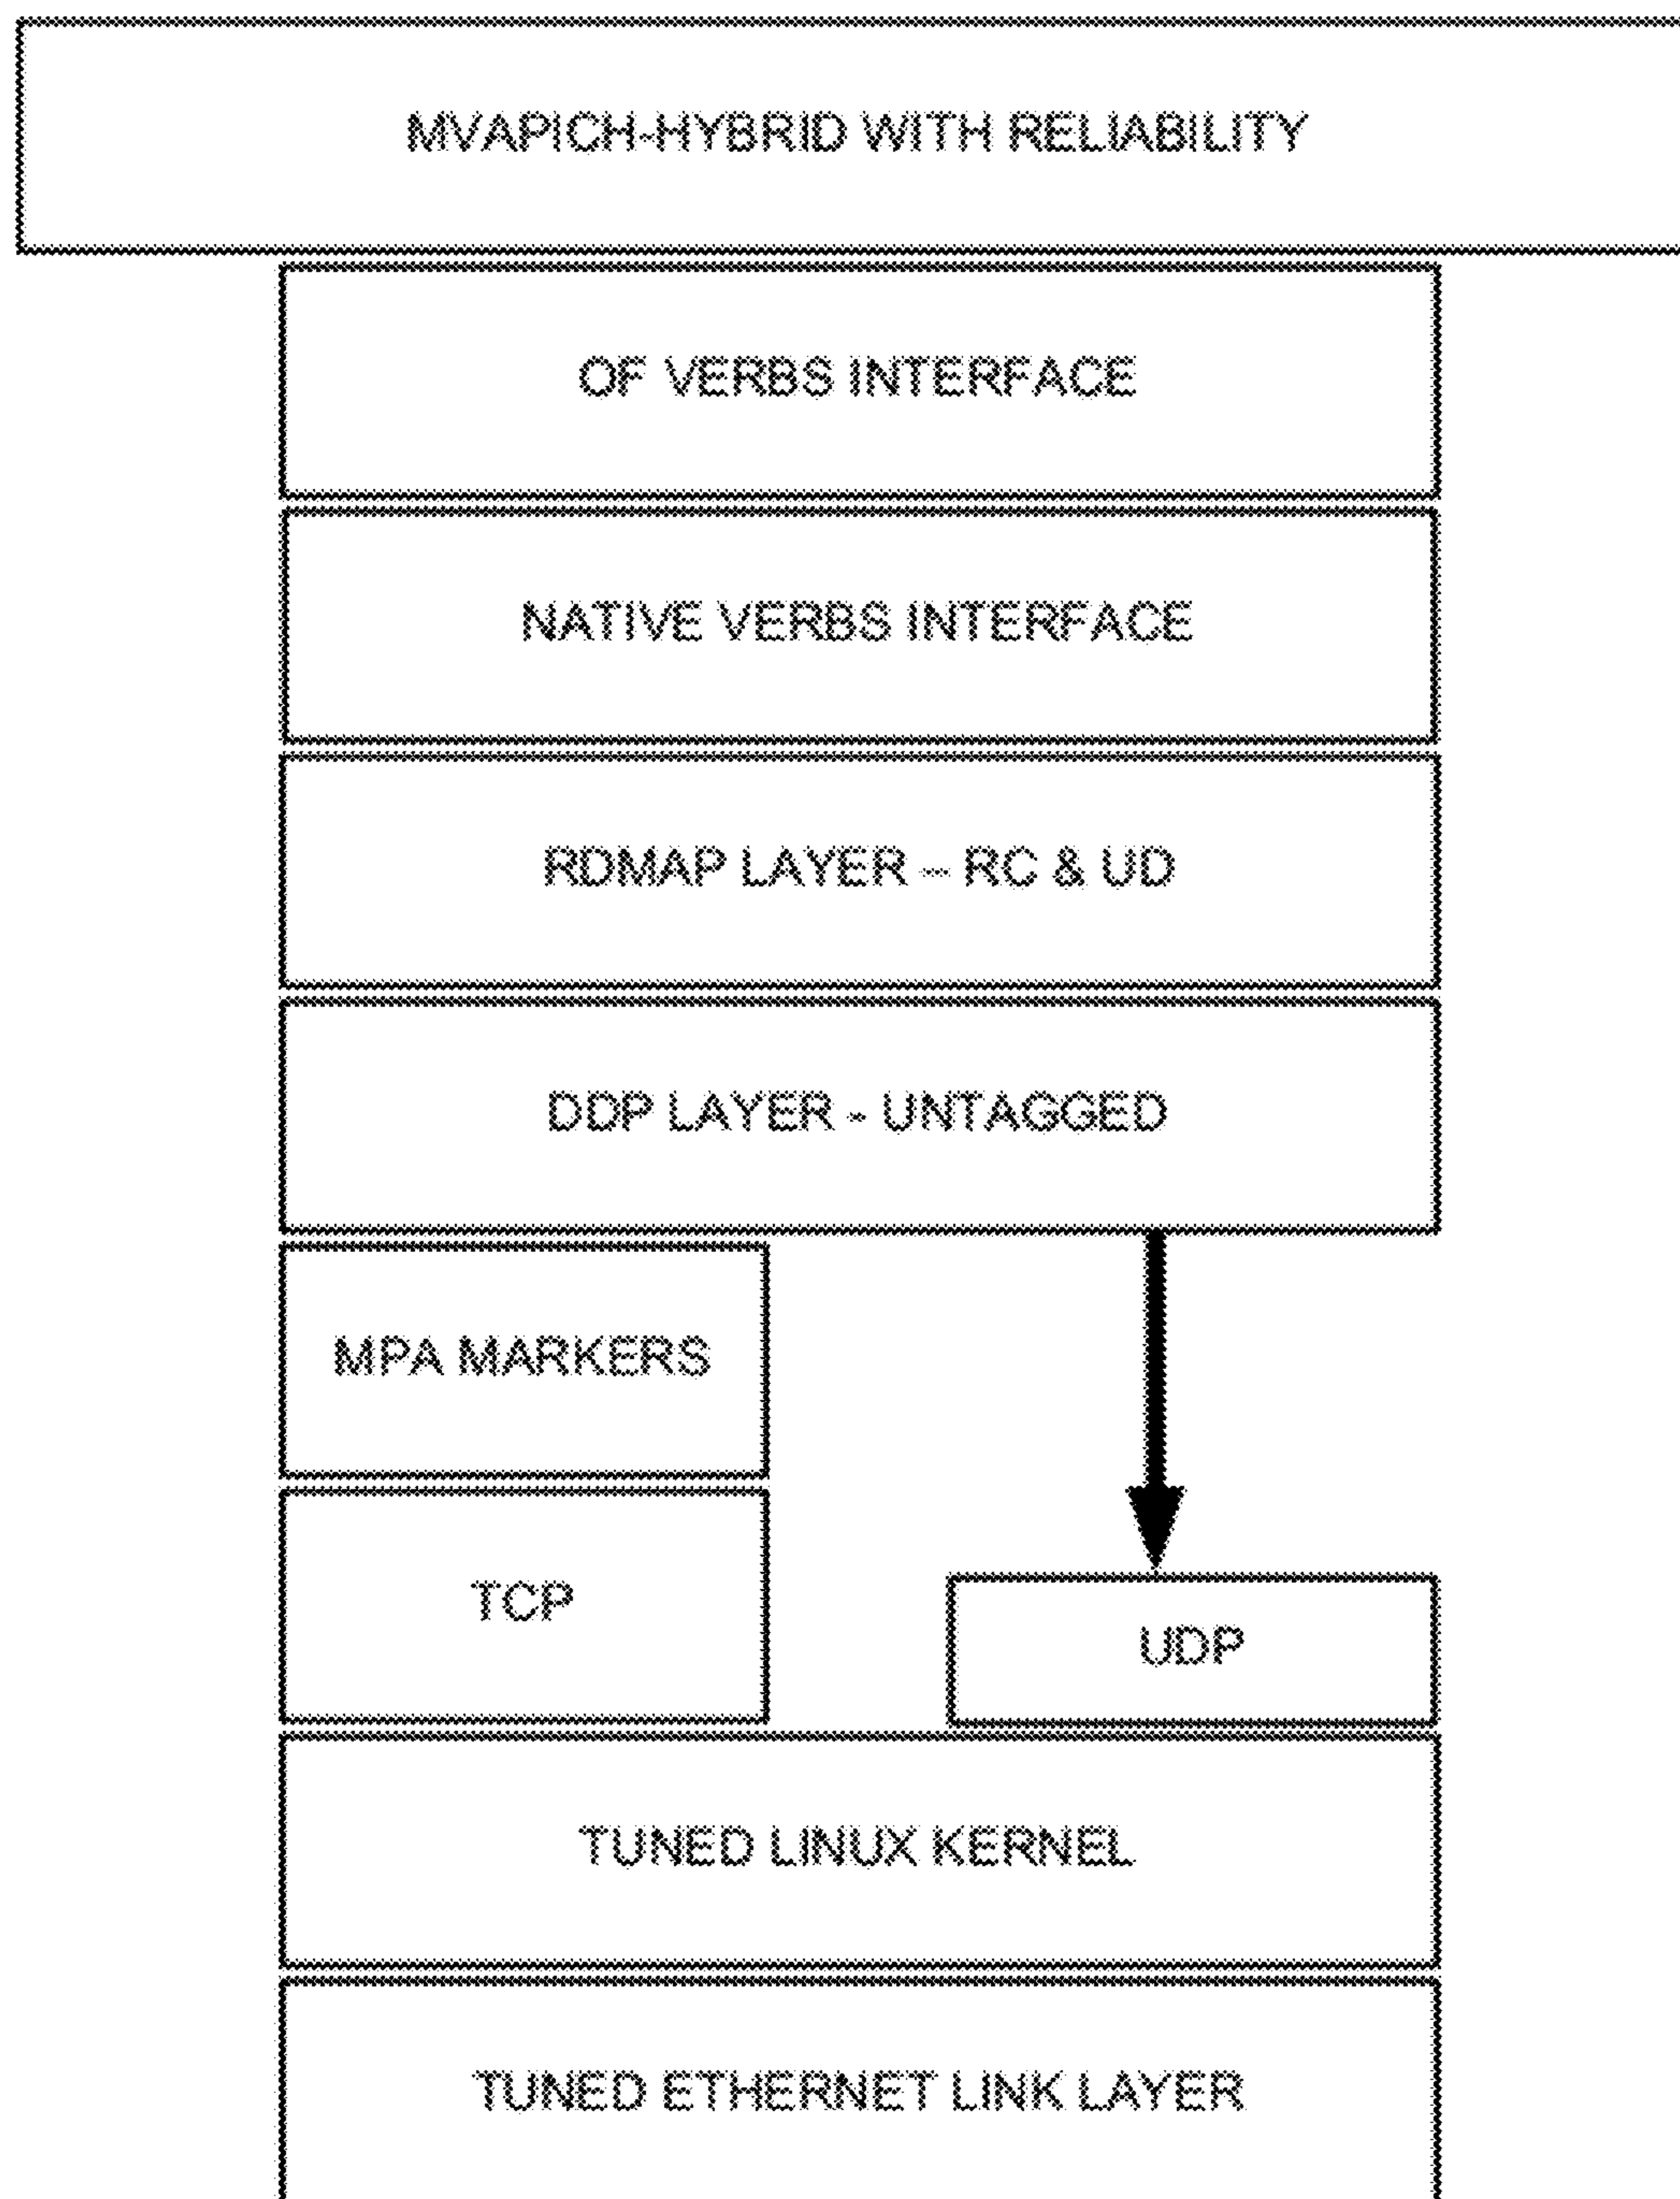 MVAPICH-HYBRID WITH RELIABILITY
OF VERBS INTERFACE
NATIVE VERBS INTERFACE
RDMAP LAYER – RC & UD
DDP LAYER - UNTAGGED
MPA MARKERS
TCP
UDP
TUNED LINUX KERNEL
TUNED ETHERNET LINK LAYER